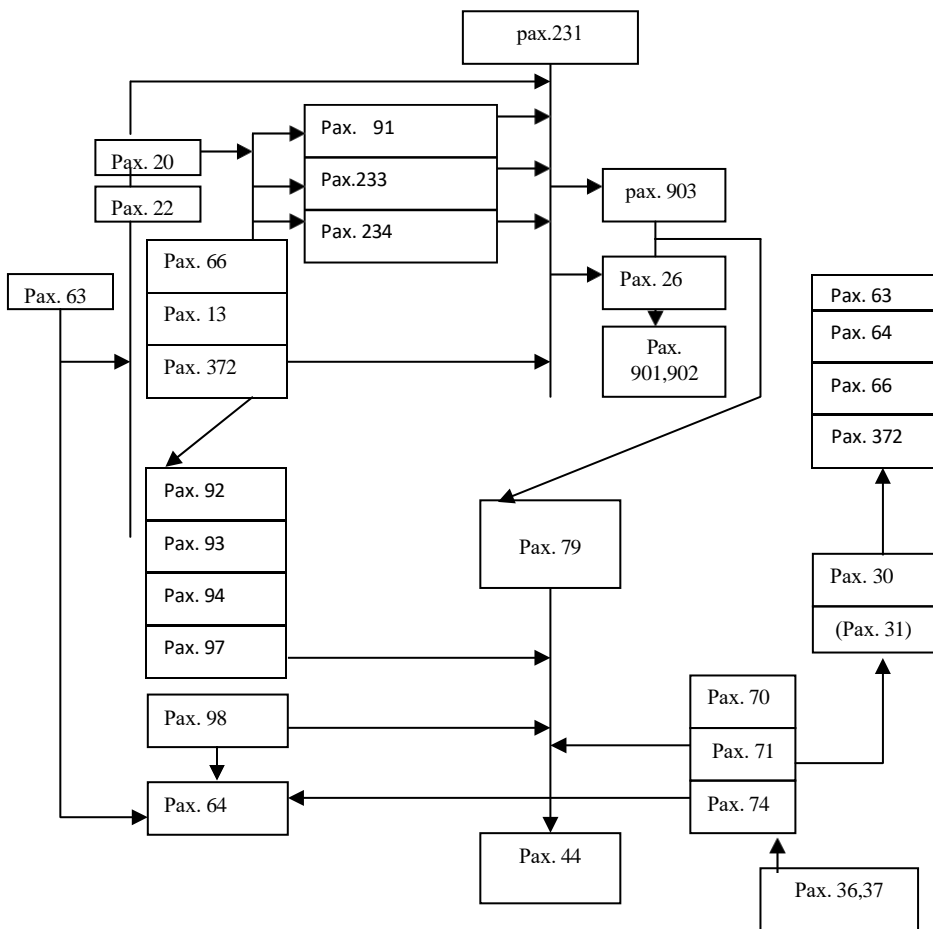 pax.231
Pax. 91
Pax. 20
Pax.233
pax. 903
Pax. 22
Pax. 234
Pax. 66
Pax. 26
Pax. 63
Pax. 63
Pax. 13
Pax. 64
Pax. 372
Pax.
901,902
Pax. 66
Pax. 372
Pax. 92
Pax. 93
Pax. 79
Pax. 94
Pax. 30
Pax. 97
(Pax. 31)
Pax. 98
Pax. 70
Pax. 71
Pax. 64
Pax. 74
Pax. 44
Pax. 36,37